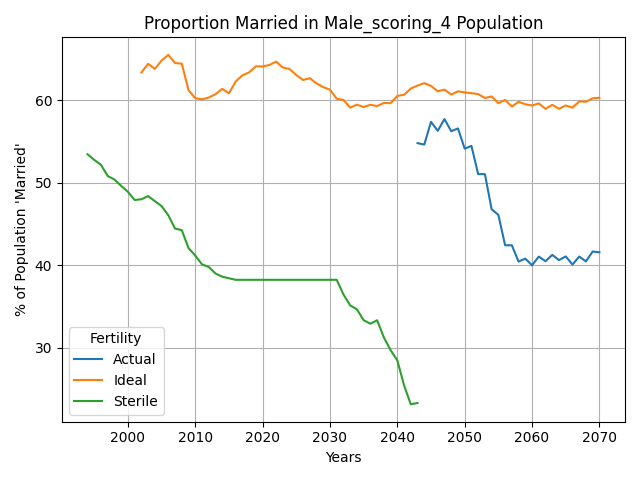 Proportion Married in Male_scoring_4 Population
% of Population 'Married'
60
50
40
30
Fertility
Actual
Ideal
Sterile
2000 2010 2020 2030 2040 2050 2060 2070
Years